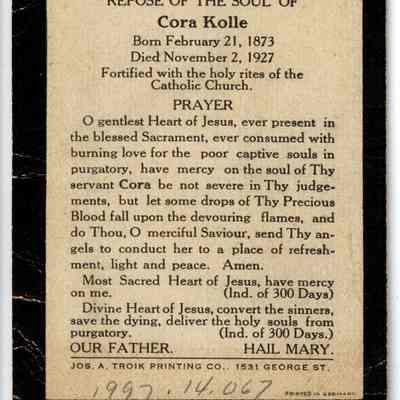 REPOSE OF THE SOUL OF
Cora Kolle
Born February 21, 1873
Died November 2, 1927
Fortified with the holy rites of the
Catholic Church.
PRAYER
O gentlest Heart of Jesus, ever present in
the blessed Sacrament, ever consumed with
burning love for the poor captive souls in
purgatory, have mercy on the soul of Thy
servant Cora be not severe in Thy judge-
ments, but let some drops of Thy Precious
Blood fall upon the devouring flames, and
do Thou, O merciful Saviour, send Thy an-
gels to conduct her to a place of refresh-
ment, light and peace. Amen.
Most Sacred Heart of Jesus, have mercy
on me. (Ind. of 300 Days)
Divine Heart of Jesus, convert the sinners,
save the dying, deliver the holy souls from
purgatory. (Ind. of 300 Days.)
OUR FATHER. HAIL MARY.
JOS. A. TROIK PRINTING CO., 1531 GEORGE ST.
1997.14.067
PRINTED IN GERMANY.